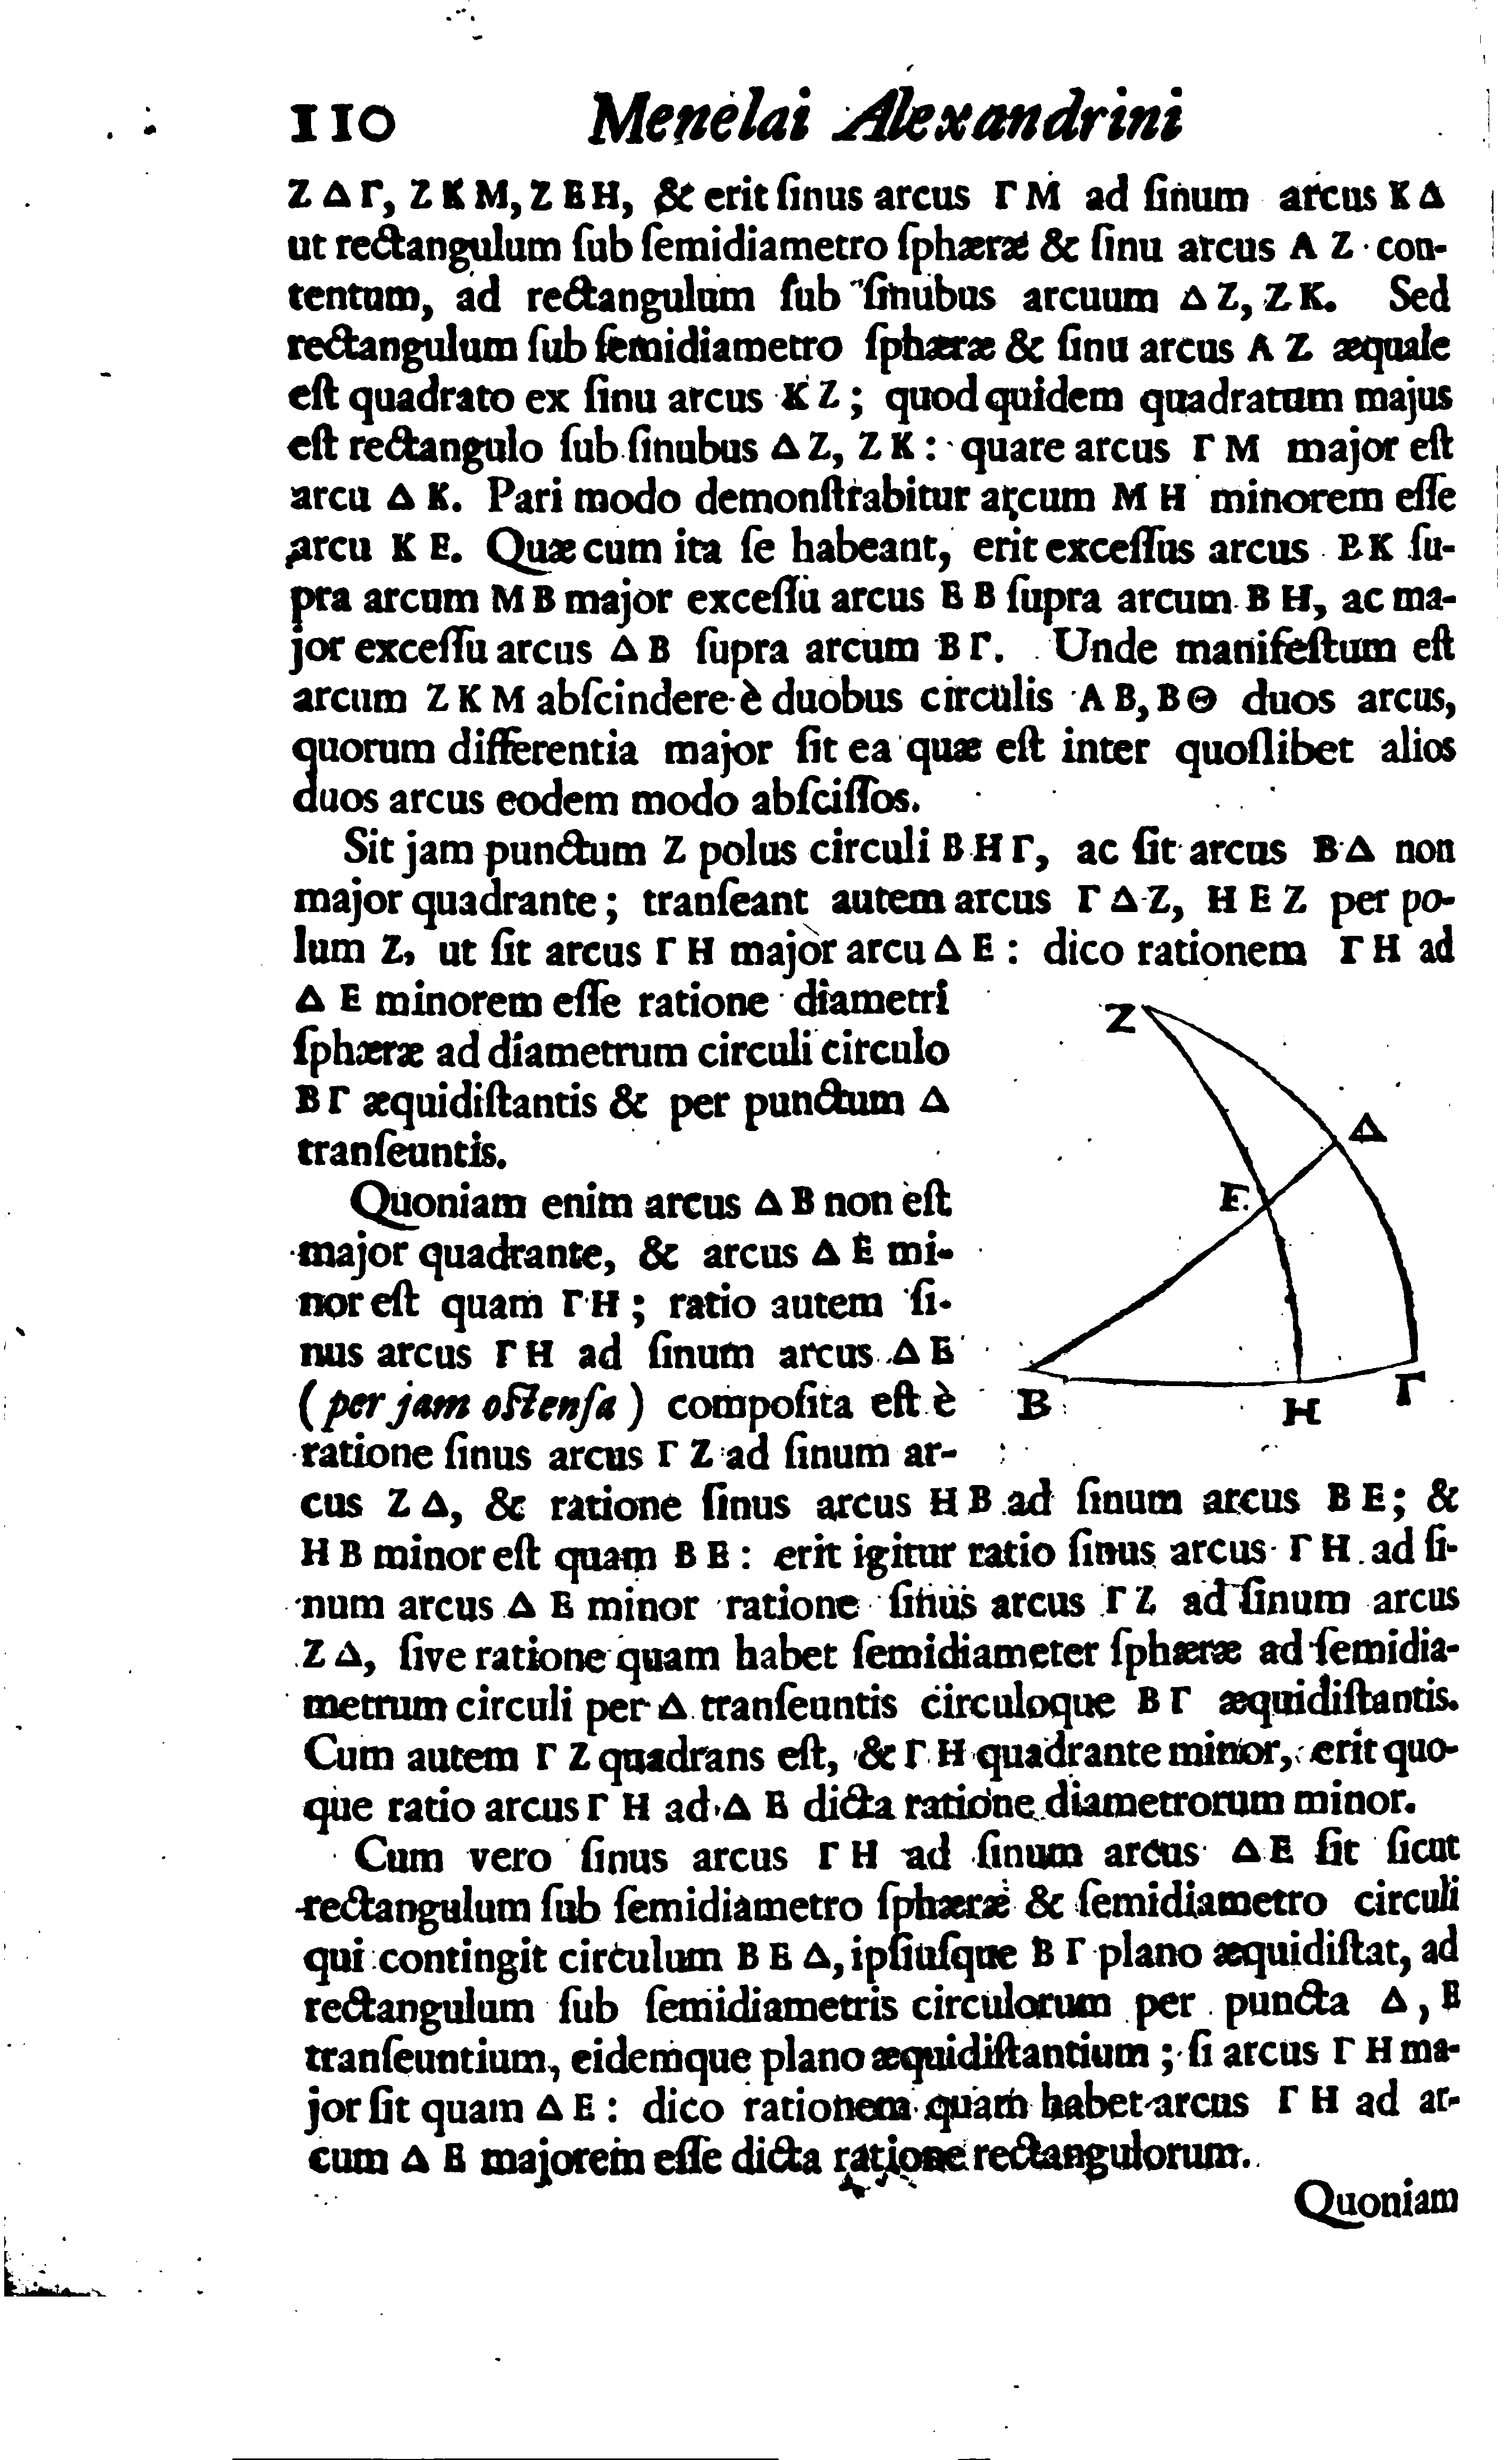 110 Menelai Alexandrini
Ζ Δ Γ, Ζ Κ Μ, Ζ Ε Η, & erit ſinus arcus Γ Μ ad ſinum arcus Κ Δ
ut rectangulum ſub ſemidiametro ſphæræ & ſinu arcus Α Ζ con-
tentum, ad rectangulum ſub ſinubus arcuum Δ Ζ, Ζ Κ. Sed
rectangulum ſub ſemidiametro ſphæræ & ſinu arcus Α Ζ æquale
eſt quadrato ex ſinu arcus Κ Ζ; quod quidem quadratum majus
eſt rectangulo ſub ſinubus Δ Ζ, Ζ Κ: quare arcus Γ Μ major eſt
arcu Δ Κ. Pari modo demonſtrabitur arcum Μ Η minorem eſſe
arcu Κ Ε. Quæ cum ita ſe habeant, erit exceſſus arcus Β Κ ſu-
pra arcum Μ Β major exceſſu arcus Ε Β ſupra arcum Β Η, ac ma-
jor exceſſu arcus Δ Β ſupra arcum Β Γ. Unde manifeſtum eſt
arcum Ζ Κ Μ abſcindere è duobus circulis Α Β, Β Θ duos arcus,
quorum differentia major ſit ea quæ eſt inter quoſlibet alios
duos arcus eodem modo abſciſſos.
Sit jam punctum Ζ polus circuli Β Η Γ, ac ſit arcus Β Δ non
major quadrante; tranſeant autem arcus Γ Δ Ζ, Η Ε Ζ per po-
lum Ζ, ut ſit arcus Γ Η major arcu Δ Ε: dico rationem Γ Η ad
Δ Ε minorem eſſe ratione diametri
ſphæræ ad diametrum circuli circulo
Β Γ æquidiſtantis & per punctum Δ
tranſeuntis.
Quoniam enim arcus Δ Β non eſt
major quadrante, & arcus Δ Ε mi-
nor eſt quam Γ Η; ratio autem ſi-
nus arcus Γ Η ad ſinum arcus Δ Ε
(per jam oſtenſa) compoſita eſt è
ratione ſinus arcus Γ Ζ ad ſinum ar-
Ζ
Δ
Ε
Β
Η
Γ
cus Ζ Δ, & ratione ſinus arcus Η Β ad ſinum arcus Β Ε; &
Η Β minor eſt quam Β Ε: erit igitur ratio ſinus arcus Γ Η ad ſi-
num arcus Δ Ε minor ratione ſinus arcus Γ Ζ ad ſinum arcus
Ζ Δ, ſive ratione quam habet ſemidiameter ſphæræ ad ſemidia-
metrum circuli per Δ tranſeuntis circuloque Β Γ æquidiſtantis.
Cum autem Γ Ζ quadrans eſt, & Γ Η quadrante minor, erit quo-
que ratio arcus Γ Η ad Δ Ε dicta ratione diametrorum minor.
Cum vero ſinus arcus Γ Η ad ſinum arcus Δ Ε ſit ſicut
rectangulum ſub ſemidiametro ſphæræ & ſemidiametro circuli
qui contingit circulum Β Ε Δ, ipſiuſque Β Γ plano æquidiſtat, ad
rectangulum ſub ſemidiametris circulorum per puncta Δ, Ε
tranſeuntium, eidemque plano æquidiſtantium; ſi arcus Γ Η ma-
jor ſit quam Δ Ε: dico rationem quam habet arcus Γ Η ad ar-
cum Δ Ε majorem eſſe dicta ratione rectangulorum.
Quoniam